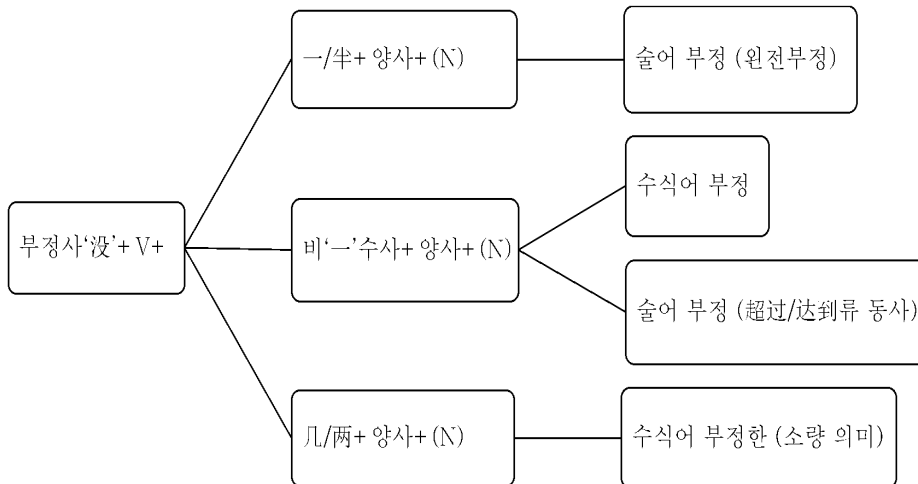 一/半+ 양사+ (N)
술어 부정 (완전부정)
수식어 부정
부정사‘没’+ V+
비‘一’수사+ 양사+ (N)
술어 부정 (超过/达到류 동사)
几/两+ 양사+ (N)
수식어 부정한 (소량 의미)